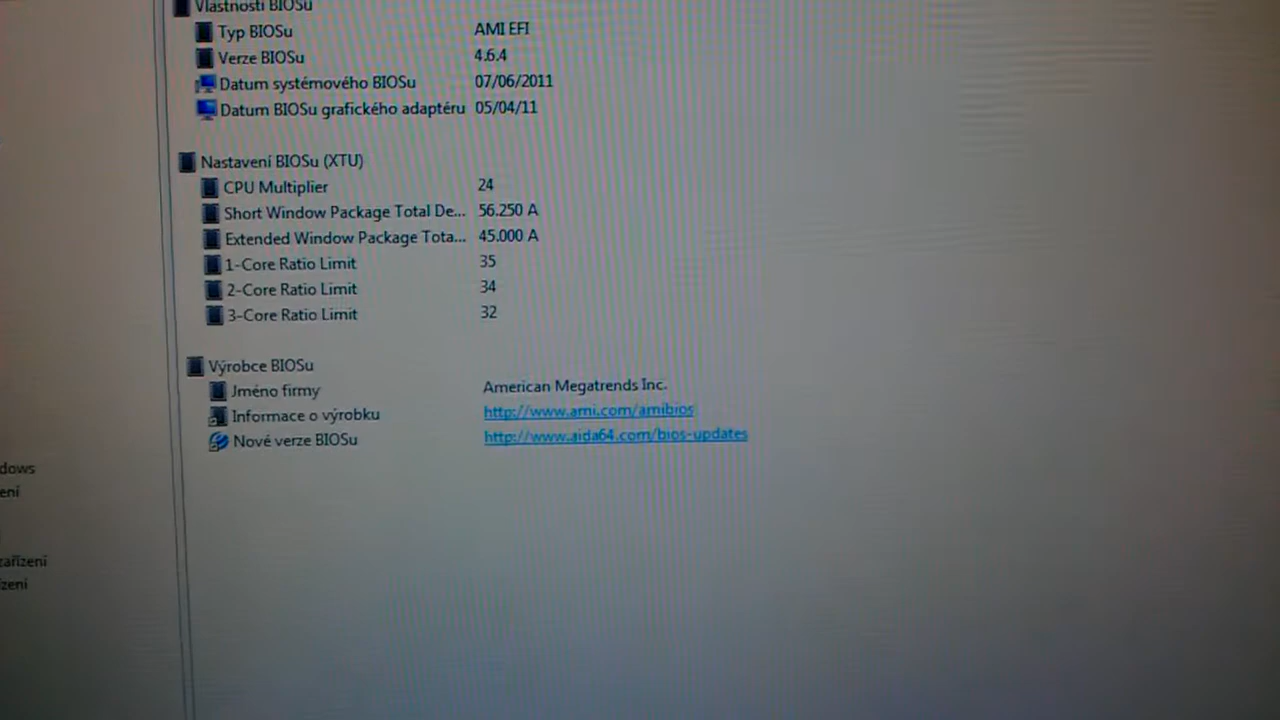 Vlastnosti BIOSu
Typ BIOSu AMI EFI
Verze BIOSu 4.6.4
Datum systémového BIOSu 07/06/2011
Datum BIOSu grafického adaptéru 05/04/11
Nastavení BIOSu (XTU)
CPU Multiplier 24
Short Window Package Total De... 56.250 A
Extended Window Package Tota... 45.000 A
1-Core Ratio Limit 35
2-Core Ratio Limit 34
3-Core Ratio Limit 32
Výrobce BIOSu
Jméno firmy American Megatrends Inc.
Informace o výrobku http://www.ami.com/amibios
Nové verze BIOSu http://www.aida64.com/bios-updates
dows
ení
zařízení
zení